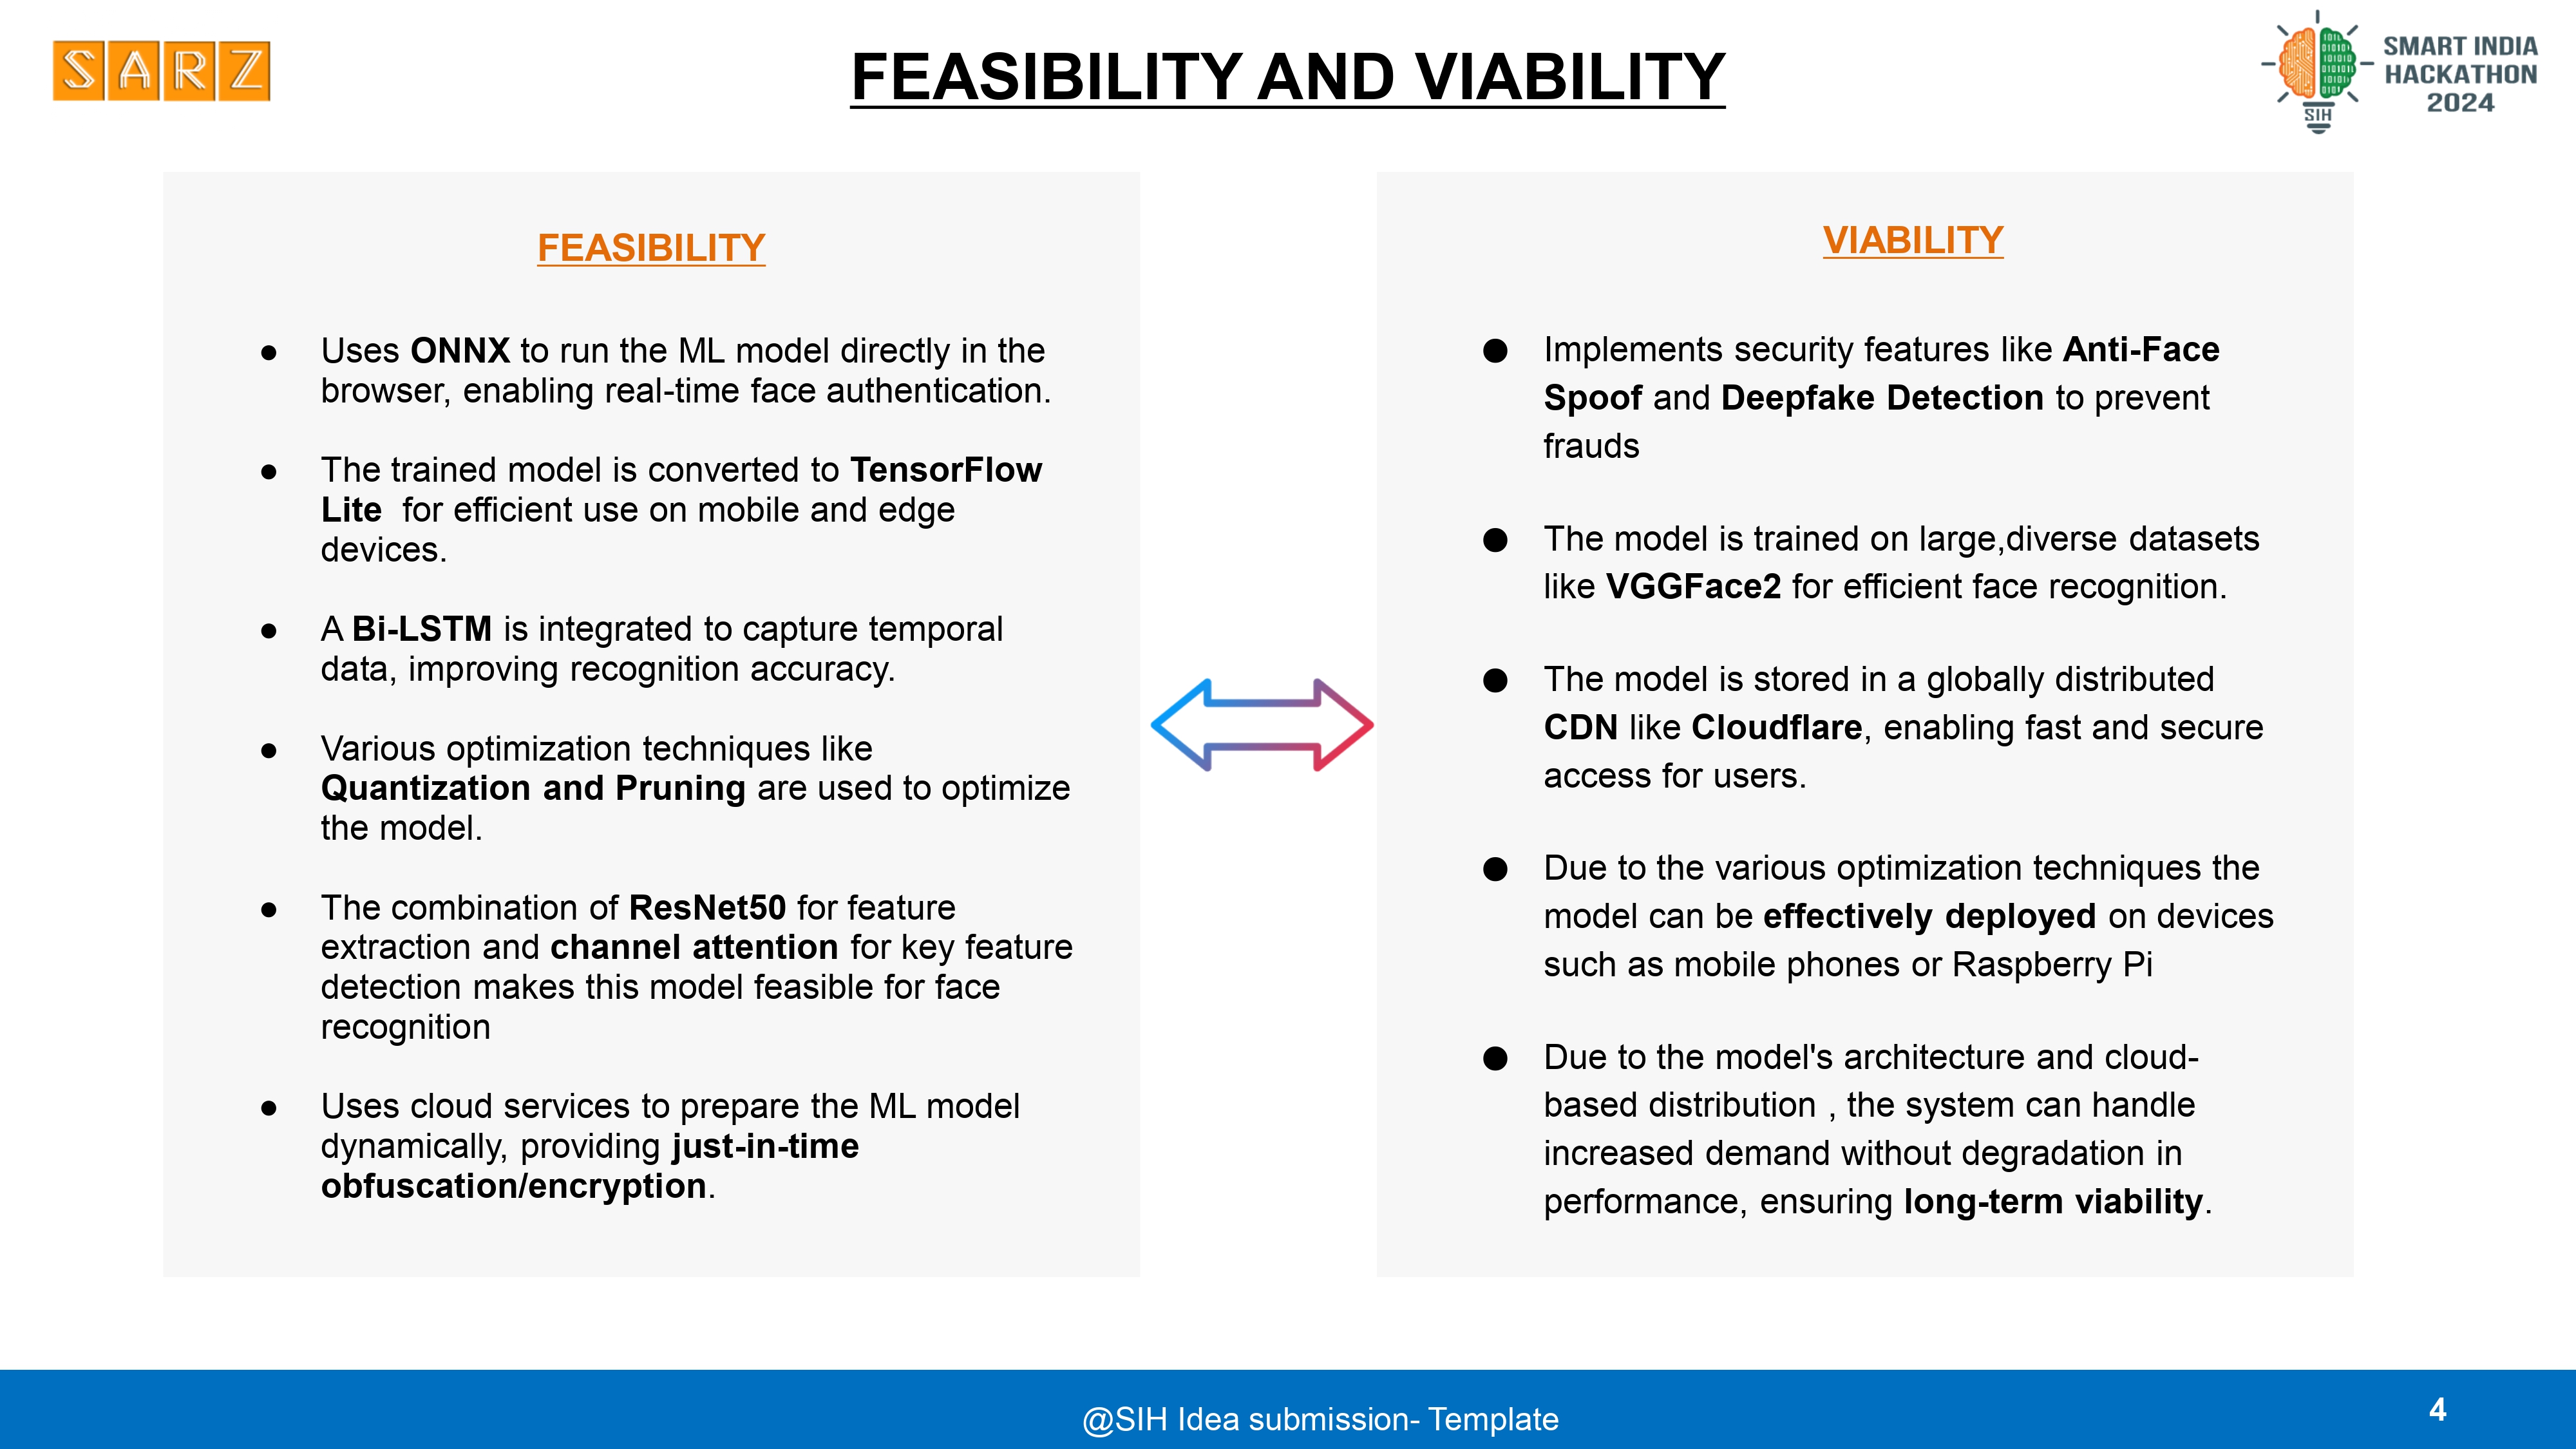 SARZ
FEASIBILITY AND VIABILITY
SMART INDIA
HACKATHON
2024
SIH
FEASIBILITY
● Uses ONNX to run the ML model directly in the
browser, enabling real-time face authentication.
● The trained model is converted to TensorFlow
Lite  for efficient use on mobile and edge
devices.
● A Bi-LSTM is integrated to capture temporal
data, improving recognition accuracy.
● Various optimization techniques like
Quantization and Pruning are used to optimize
the model.
● The combination of ResNet50 for feature
extraction and channel attention for key feature
detection makes this model feasible for face
recognition
● Uses cloud services to prepare the ML model
dynamically, providing just-in-time
obfuscation/encryption.
VIABILITY
● Implements security features like Anti-Face
Spoof and Deepfake Detection to prevent
frauds
● The model is trained on large,diverse datasets
like VGGFace2 for efficient face recognition.
● The model is stored in a globally distributed
CDN like Cloudflare, enabling fast and secure
access for users.
● Due to the various optimization techniques the
model can be effectively deployed on devices
such as mobile phones or Raspberry Pi
● Due to the model's architecture and cloud-
based distribution , the system can handle
increased demand without degradation in
performance, ensuring long-term viability.
@SIH Idea submission- Template
4